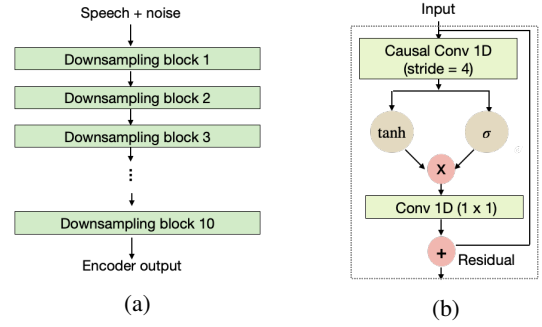 Speech + noise
Downsampling block 1
Downsampling block 2
Downsampling block 3
⋮
Downsampling block 10
Encoder output
(a)
Input
Causal Conv 1D
(stride = 4)
tanh
σ
X
Conv 1D (1 x 1)
+
Residual
(b)